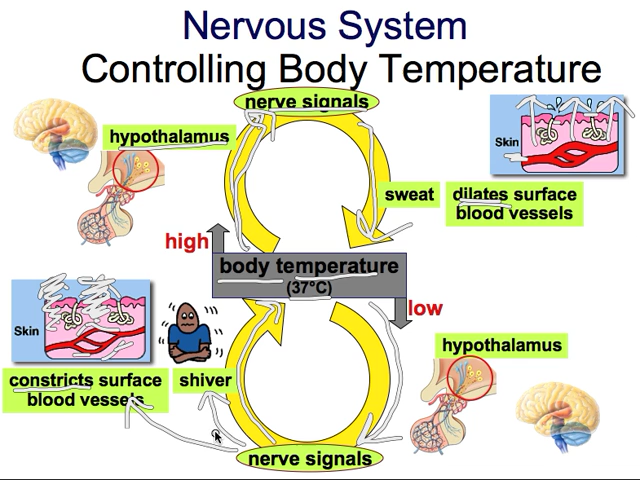 Nervous System
Controlling Body Temperature
nerve signals
hypothalamus
Skin
sweat
dilates surface
blood vessels
high
body temperature
(37°C)
low
Skin
constricts surface
blood vessels
shiver
hypothalamus
nerve signals